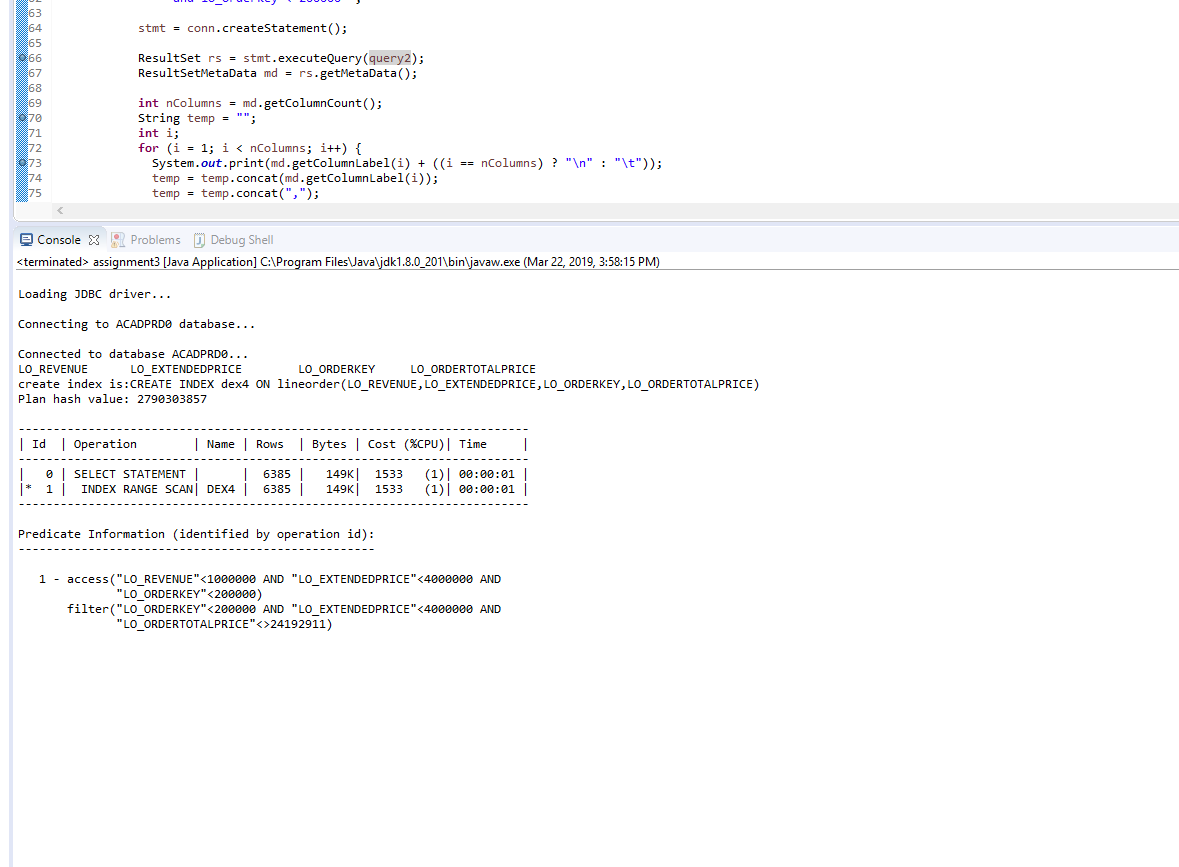 63
64 stmt = conn.createStatement();
65
66 ResultSet rs = stmt.executeQuery(query2);
67 ResultSetMetaData md = rs.getMetaData();
68
69 int nColumns = md.getColumnCount();
70 String temp = "";
71 int i;
72 for (i = 1; i < nColumns; i++) {
73 System.out.print(md.getColumnLabel(i) + ((i == nColumns) ? "\n" : "\t"));
74 temp = temp.concat(md.getColumnLabel(i));
75 temp = temp.concat(",");
Console Problems Debug Shell
<terminated> assignment3 [Java Application] C:\Program Files\Java\jdk1.8.0_201\bin\javaw.exe (Mar 22, 2019, 3:58:15 PM)
Loading JDBC driver...
Connecting to ACADPRD0 database...
Connected to database ACADPRD0...
LO_REVENUE LO_EXTENDEDPRICE LO_ORDERKEY LO_ORDERTOTALPRICE
create index is:CREATE INDEX dex4 ON lineorder(LO_REVENUE,LO_EXTENDEDPRICE,LO_ORDERKEY,LO_ORDERTOTALPRICE)
Plan hash value: 2790303857
--------------------------------------------------------------------------
| Id | Operation | Name | Rows | Bytes | Cost (%CPU)| Time |
--------------------------------------------------------------------------
| 0 | SELECT STATEMENT | | 6385 | 149K| 1533 (1)| 00:00:01 |
|* 1 | INDEX RANGE SCAN| DEX4 | 6385 | 149K| 1533 (1)| 00:00:01 |
--------------------------------------------------------------------------
Predicate Information (identified by operation id):
---------------------------------------------------
1 - access("LO_REVENUE"<1000000 AND "LO_EXTENDEDPRICE"<4000000 AND
"LO_ORDERKEY"<200000)
filter("LO_ORDERKEY"<200000 AND "LO_EXTENDEDPRICE"<4000000 AND
"LO_ORDERTOTALPRICE"<>24192911)